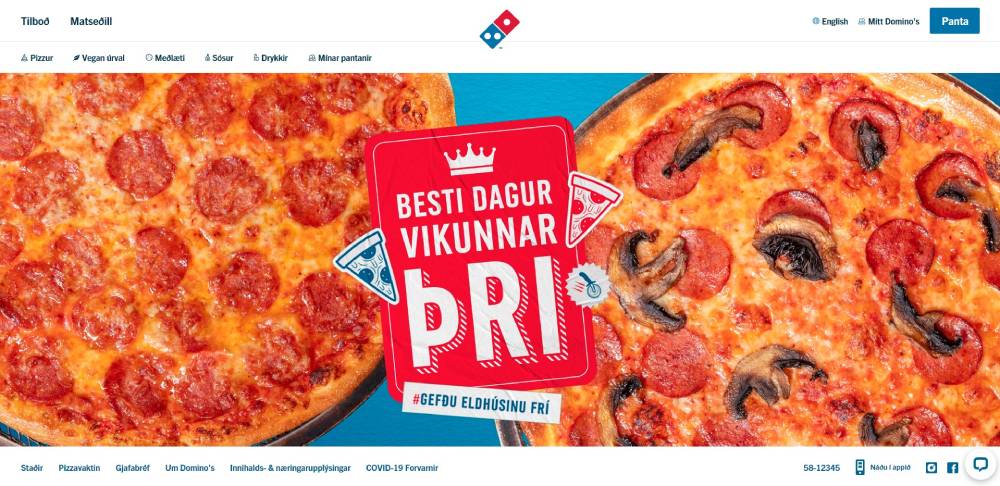 Tilboð Matseðill
English Mitt Domino's Panta
Pizzur Vegan úrval Meðlæti Sósur Drykkir Mínar pantanir
BESTI DAGUR
VIKUNNAR
ÞRI
#GEFÐU ELDHÚSINU FRÍ
Staðir Pizzavaktin Gjafabréf Um Domino's Innihalds- & næringarupplýsingar COVID-19 Forvarnir
58-12345 Náðu í appið